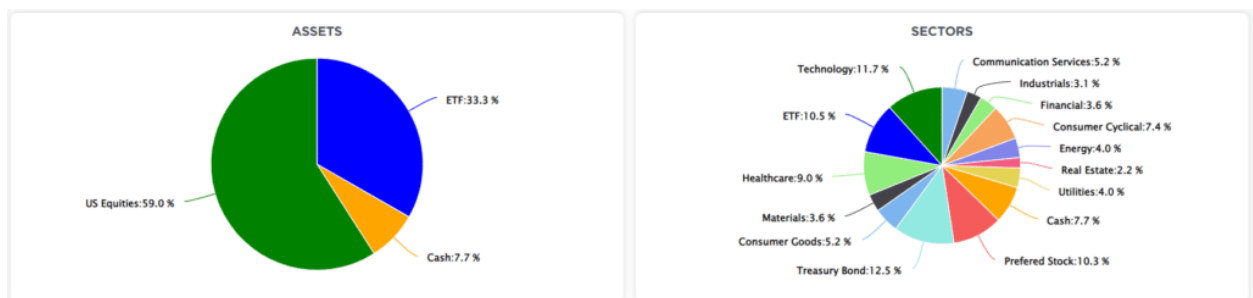 ASSETS
ETF:33.3 %
US Equities:59.0 %
Cash:7.7 %
SECTORS
Communication Services:5.2 %
Technology:11.7 %
Industrials:3.1 %
Financial:3.6 %
ETF:10.5 %
Consumer Cyclical:7.4 %
Energy:4.0 %
Real Estate:2.2 %
Healthcare:9.0 %
Utilities:4.0 %
Cash:7.7 %
Materials:3.6 %
Consumer Goods:5.2 %
Prefered Stock:10.3 %
Treasury Bond:12.5 %